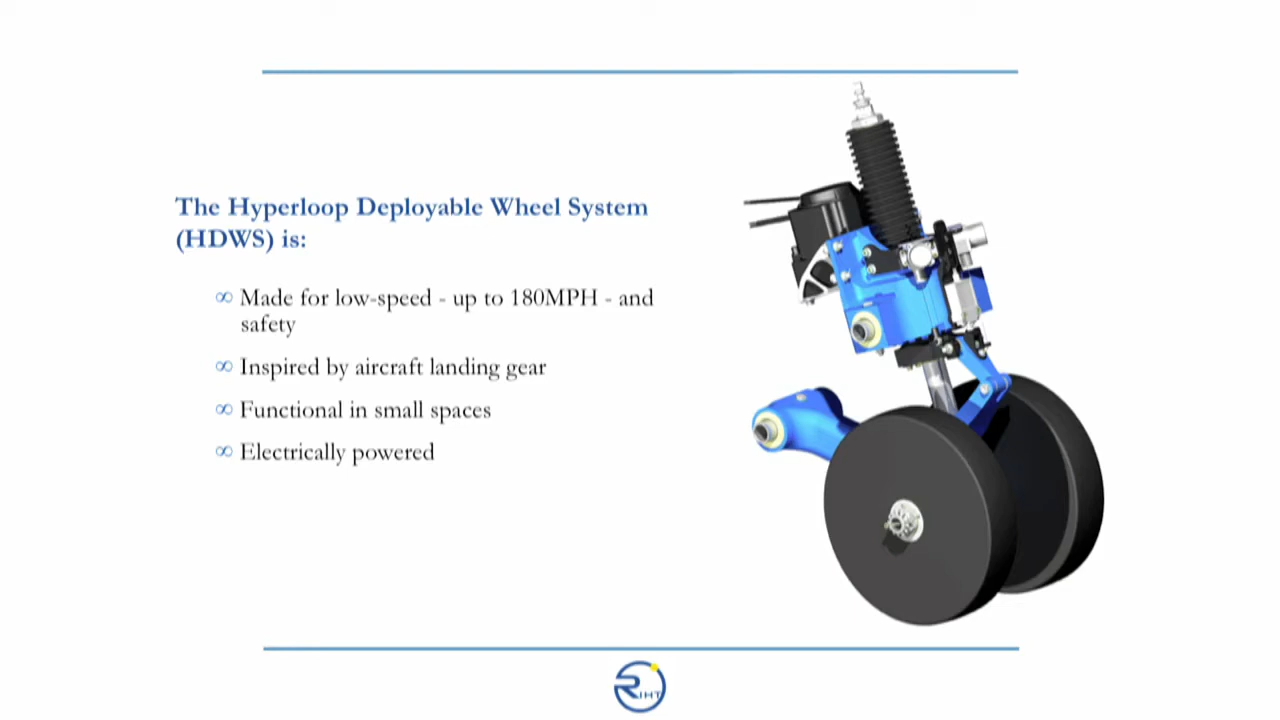 The Hyperloop Deployable Wheel System
(HDWS) is:
∞ Made for low-speed - up to 180MPH - and
safety
∞ Inspired by aircraft landing gear
∞ Functional in small spaces
∞ Electrically powered
RIHT